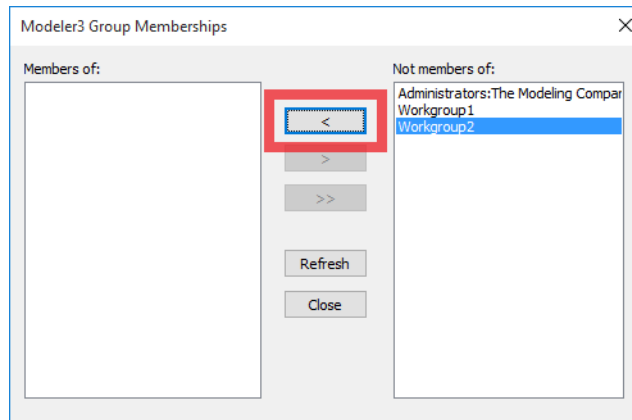 Modeler3 Group Memberships
Members of:
Not members of:
Administrators:The Modeling Compar
Workgroup1
Workgroup2
<
>
>>
Refresh
Close